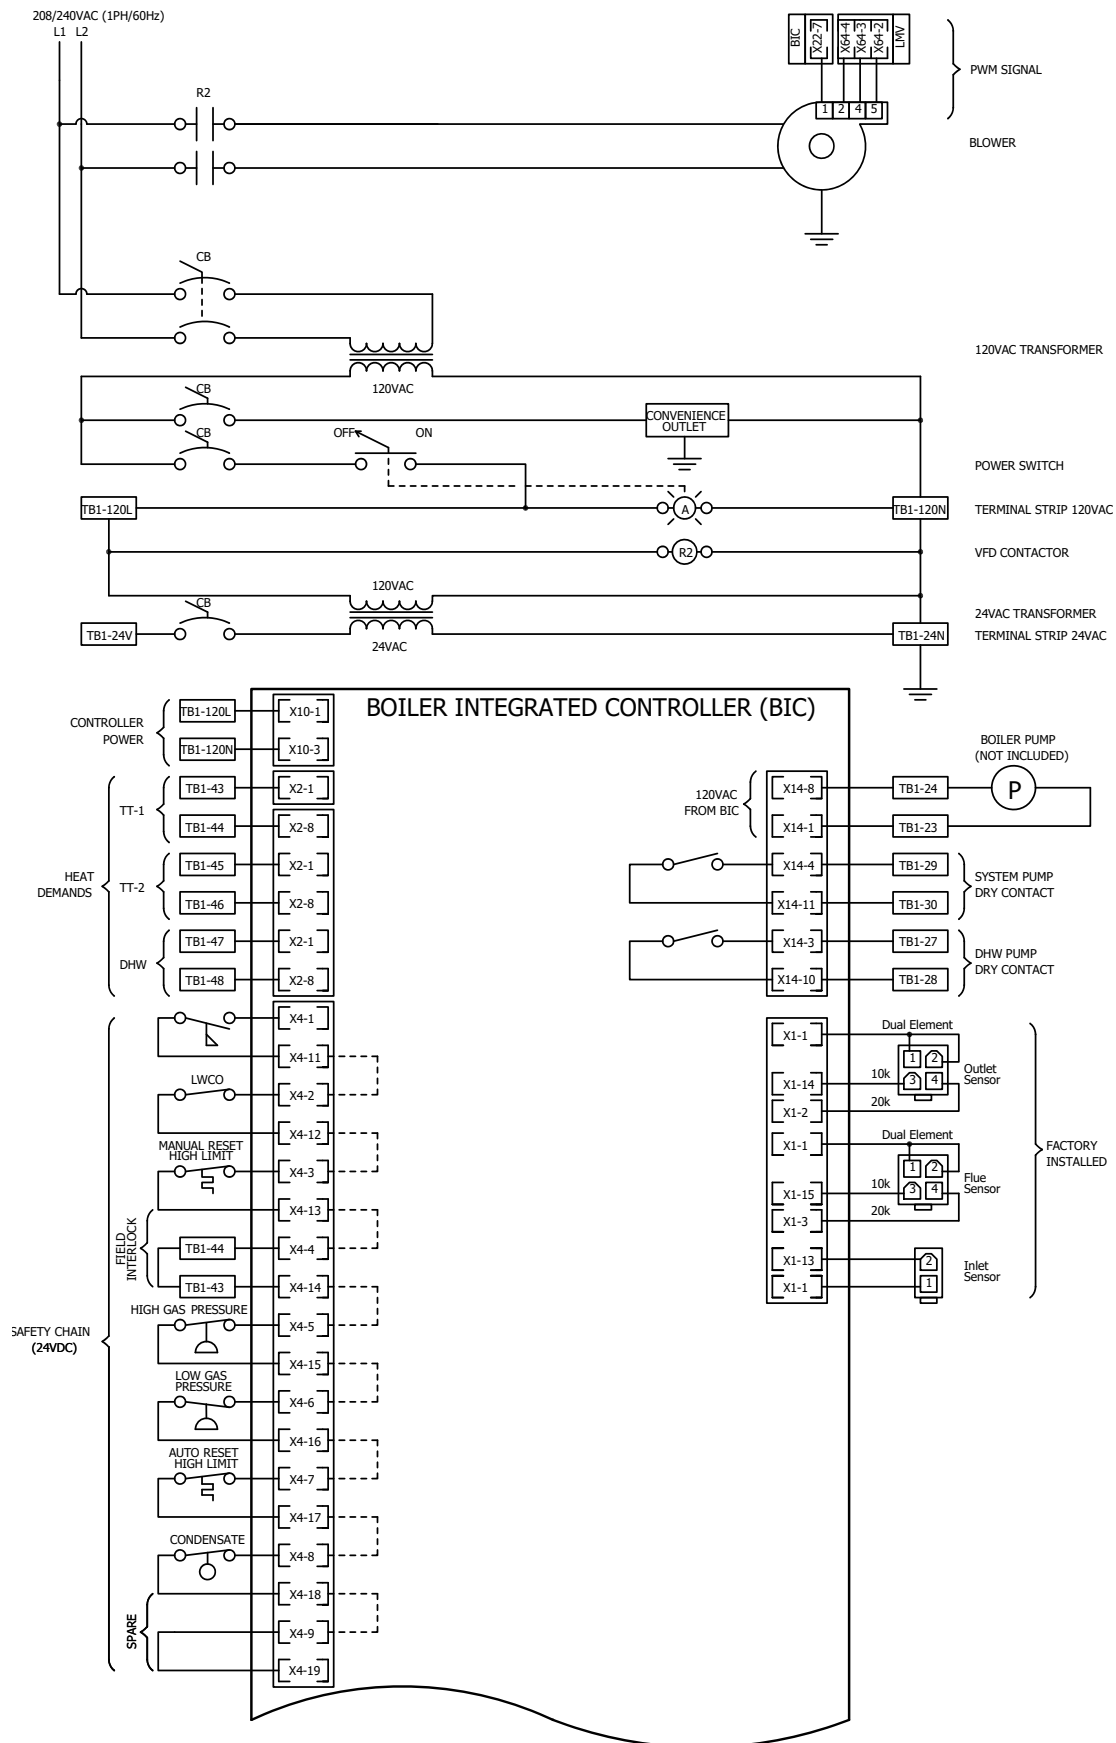 208/240VAC (1PH/60Hz)
L1 L2
R2
BIC
X22-7
X64-4
X64-3
X64-2
LMV
PWM SIGNAL
1 2 4 5
BLOWER
CB
120VAC TRANSFORMER
120VAC
CB
CONVENIENCE
OUTLET
CB
OFF ON
POWER SWITCH
TB1-120L
A
TB1-120N
TERMINAL STRIP 120VAC
R2
VFD CONTACTOR
120VAC
24VAC TRANSFORMER
CB
TB1-24V
24VAC
TB1-24N
TERMINAL STRIP 24VAC
BOILER INTEGRATED CONTROLLER (BIC)
CONTROLLER
POWER
TB1-120L X10-1
TB1-120N X10-3
HEAT
DEMANDS
TT-1
TB1-43 X2-1
TB1-44 X2-8
TT-2
TB1-45 X2-1
TB1-46 X2-8
DHW
TB1-47 X2-1
TB1-48 X2-8
SAFETY CHAIN
(24VDC)
X4-1
X4-11
LWCO
X4-2
X4-12
MANUAL RESET
HIGH LIMIT
X4-3
X4-13
FIELD
INTERLOCK
TB1-44 X4-4
TB1-43 X4-14
HIGH GAS PRESSURE
X4-5
X4-15
LOW GAS
PRESSURE
X4-6
X4-16
AUTO RESET
HIGH LIMIT
X4-7
X4-17
CONDENSATE
X4-8
X4-18
SPARE
X4-9
X4-19
BOILER PUMP
(NOT INCLUDED)
120VAC
FROM BIC
X14-8 TB1-24
P
X14-1 TB1-23
X14-4 TB1-29
X14-11 TB1-30
SYSTEM PUMP
DRY CONTACT
X14-3 TB1-27
X14-10 TB1-28
DHW PUMP
DRY CONTACT
X1-1
Dual Element
1 2
3 4
Outlet
Sensor
X1-14 10k
X1-2 20k
X1-1
Dual Element
1 2
3 4
Flue
Sensor
X1-15 10k
X1-3 20k
X1-13 2
X1-1 1
Inlet
Sensor
FACTORY
INSTALLED